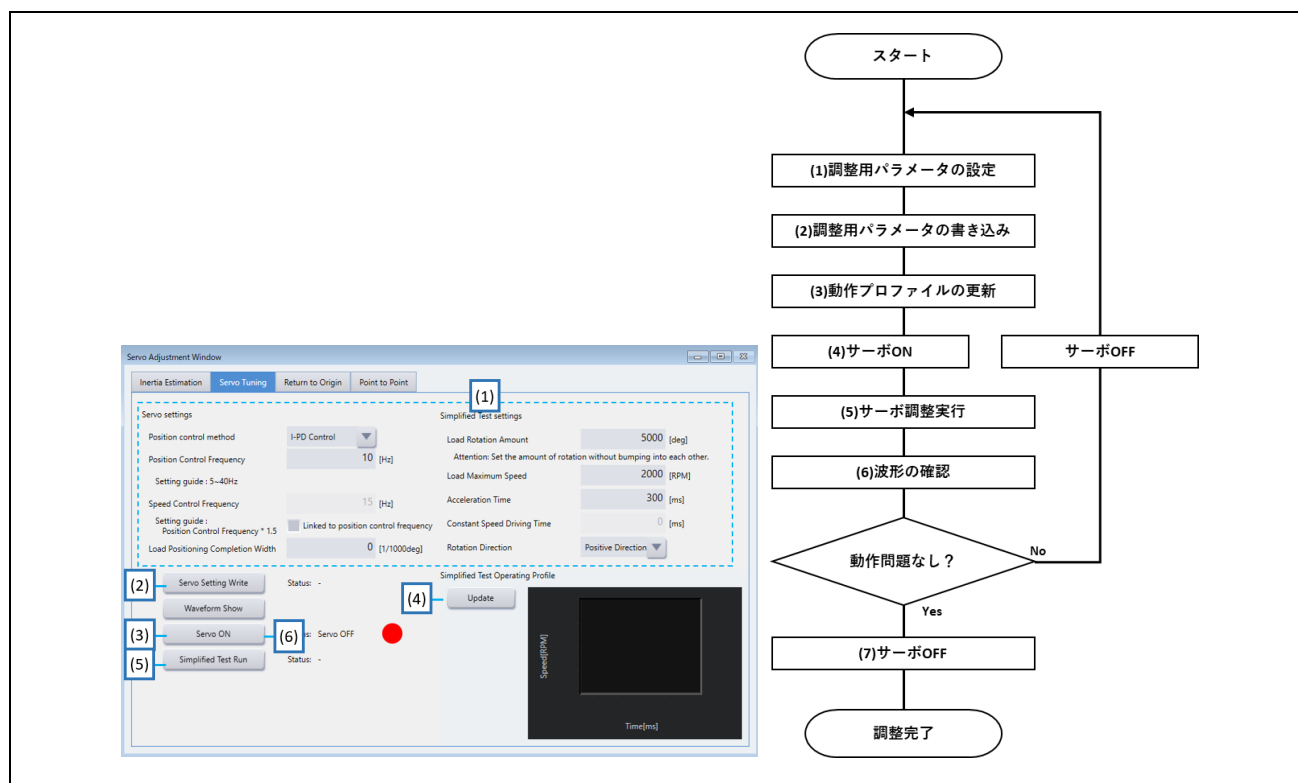 スタート
(1)調整用パラメータの設定
(2)調整用パラメータの書き込み
(3)動作プロファイルの更新
(4)サーボON
サーボOFF
(5)サーボ調整実行
(6)波形の確認
動作問題なし？
No
Yes
(7)サーボOFF
調整完了
Servo Adjustment Window
Inertia Estimation
Servo Tuning
Return to Origin
Point to Point
(1)
Servo settings
Position control method
I-PD Control
Position Control Frequency
10 [Hz]
Setting guide : 5~40Hz
Speed Control Frequency
15 [Hz]
Setting guide :
Position Control Frequency * 1.5
Linked to position control frequency
Load Positioning Completion Width
0 [1/1000deg]
Simplified Test settings
Load Rotation Amount
5000 [deg]
Attention: Set the amount of rotation without bumping into each other.
Load Maximum Speed
2000 [RPM]
Acceleration Time
300 [ms]
Constant Speed Driving Time
0 [ms]
Rotation Direction
Positive Direction
(2)
Servo Setting Write
Status: -
Waveform Show
(3)
Servo ON
(6)
Servo OFF
(5)
Simplified Test Run
Status: -
Simplified Test Operating Profile
(4)
Update
Speed[RPM]
Time[ms]